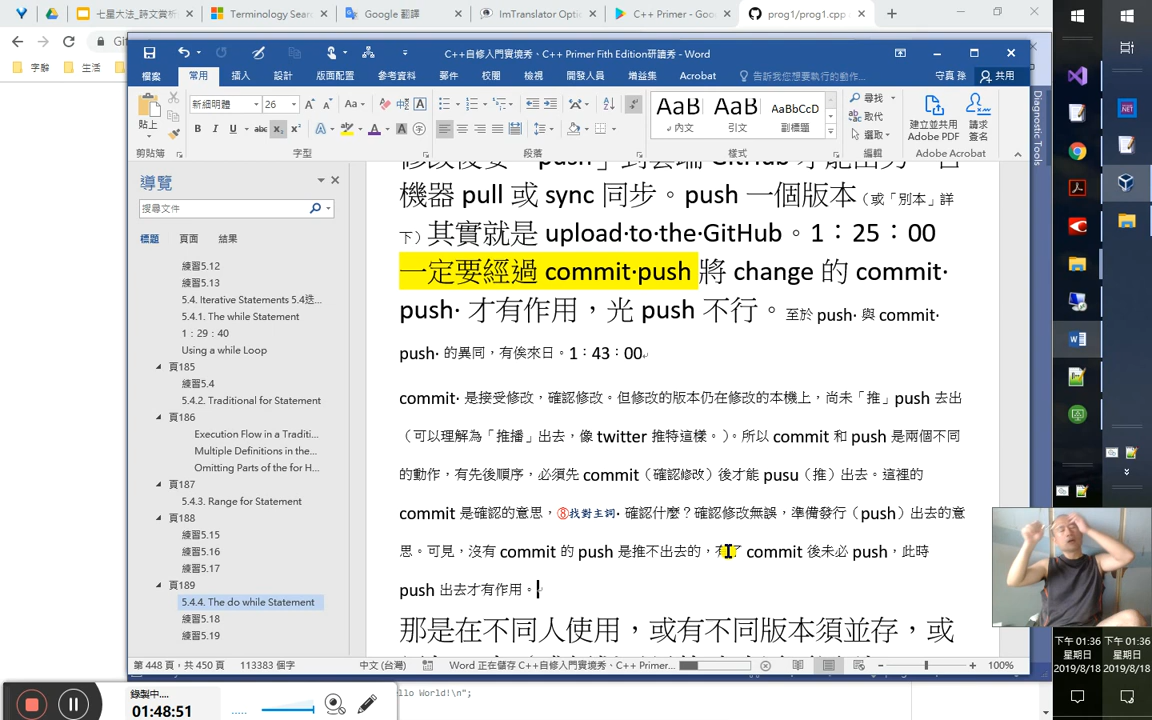 七星大法_時文賞析
Terminology Sear
Google 翻譯
ImTranslator Optic
C++ Primer - Goo
prog1/prog1.cpp
字辭
生活
C++自修人門實境秀、C++ Primer Fith Edition研讀秀 - Word
檔案
常用
插入
設計
版面配置
參考資料
郵件
校閱
檢視
開發人員
增益集
Acrobat
告訴我您想要執行的動作...
守真 孫
共用
貼上
新細明體
26
AaB
AaB
AaBbCcD
內文
引文
副標題
尋找
取代
選取
建立並共用
Adobe PDF
請求
簽名
剪貼簿
字型
段落
樣式
編輯
Adobe Acrobat
Diagnostic Tools
導覽
搜尋文件
標題
頁面
結果
練習5.12
練習5.13
5.4. Iterative Statements 5.4迭...
5.4.1. The while Statement
1：29：40
Using a while Loop
頁185
練習5.4
5.4.2. Traditional for Statement
頁186
Execution Flow in a Traditi...
Multiple Definitions in the...
Omitting Parts of the for H...
頁187
5.4.3. Range for Statement
頁188
練習5.15
練習5.16
練習5.17
頁189
5.4.4. The do while Statement
練習5.18
練習5.19
機器 pull 或 sync 同步。push 一個版本（或「別本」詳
下）其實就是 upload·to·the·GitHub。1：25：00
一定要經過 commit·push 將 change 的 commit·
push· 才有作用，光 push 不行。至於 push· 與 commit·
push· 的異同，有俟來日。1：43：00
commit· 是接受修改，確認修改。但修改的版本仍在修改的本機上，尚未「推」push 去出
（可以理解為「推播」出去，像 twitter 推特這樣。）。所以 commit 和 push 是兩個不同
的動作，有先後順序，必須先 commit（確認修改）後才能 pusu（推）出去。這裡的
commit 是確認的意思，⑧找對主詞· 確認什麼？確認修改無誤，準備發行（push）出去的意
思。可見，沒有 commit 的 push 是推不出去的，有了 commit 後未必 push，此時
push 出去才有作用。
那是在不同人使用，或有不同版本須並存，或
第 448 頁，共 450 頁
113383 個字
中文 (台灣)
Word 正在儲存 C++自修入門實境秀、C++ Primer...
100%
錄製中....
01:48:51
ello World!\n";
下午 01:36
星期日
2019/8/18
下午 01:36
星期日
2019/8/18